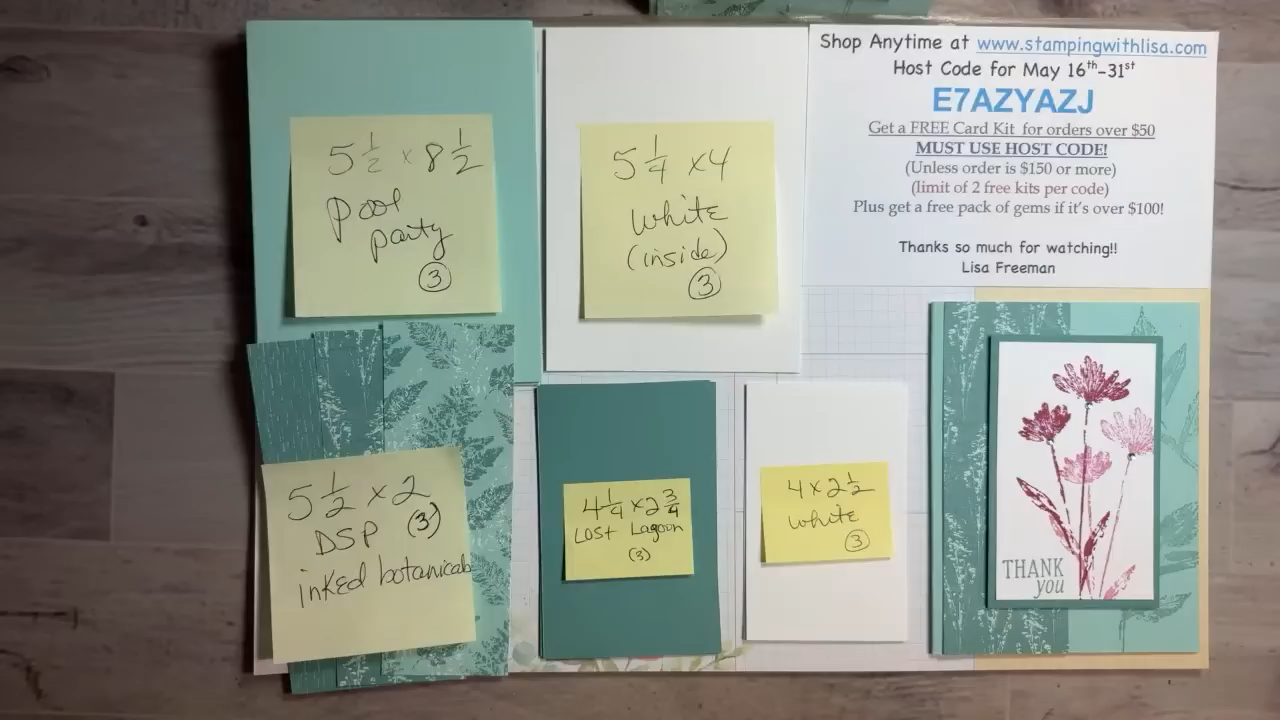 Shop Anytime at www.stampingwithlisa.com
Host Code for May 16th-31st
E7AZYAZJ
Get a FREE Card Kit for orders over $50
MUST USE HOST CODE!
(Unless order is $150 or more)
(limit of 2 free kits per code)
Plus get a free pack of gems if it's over $100!
Thanks so much for watching!!
Lisa Freeman
5 1/2 x 8 1/2
pool
party
3
5 1/4 x 4
white
(inside)
3
5 1/2 x 2
DSP (3)
inked botanicals
4 1/4 x 2 3/4
Lost Lagoon
(3)
4 x 2 1/2
white
3
THANK
you